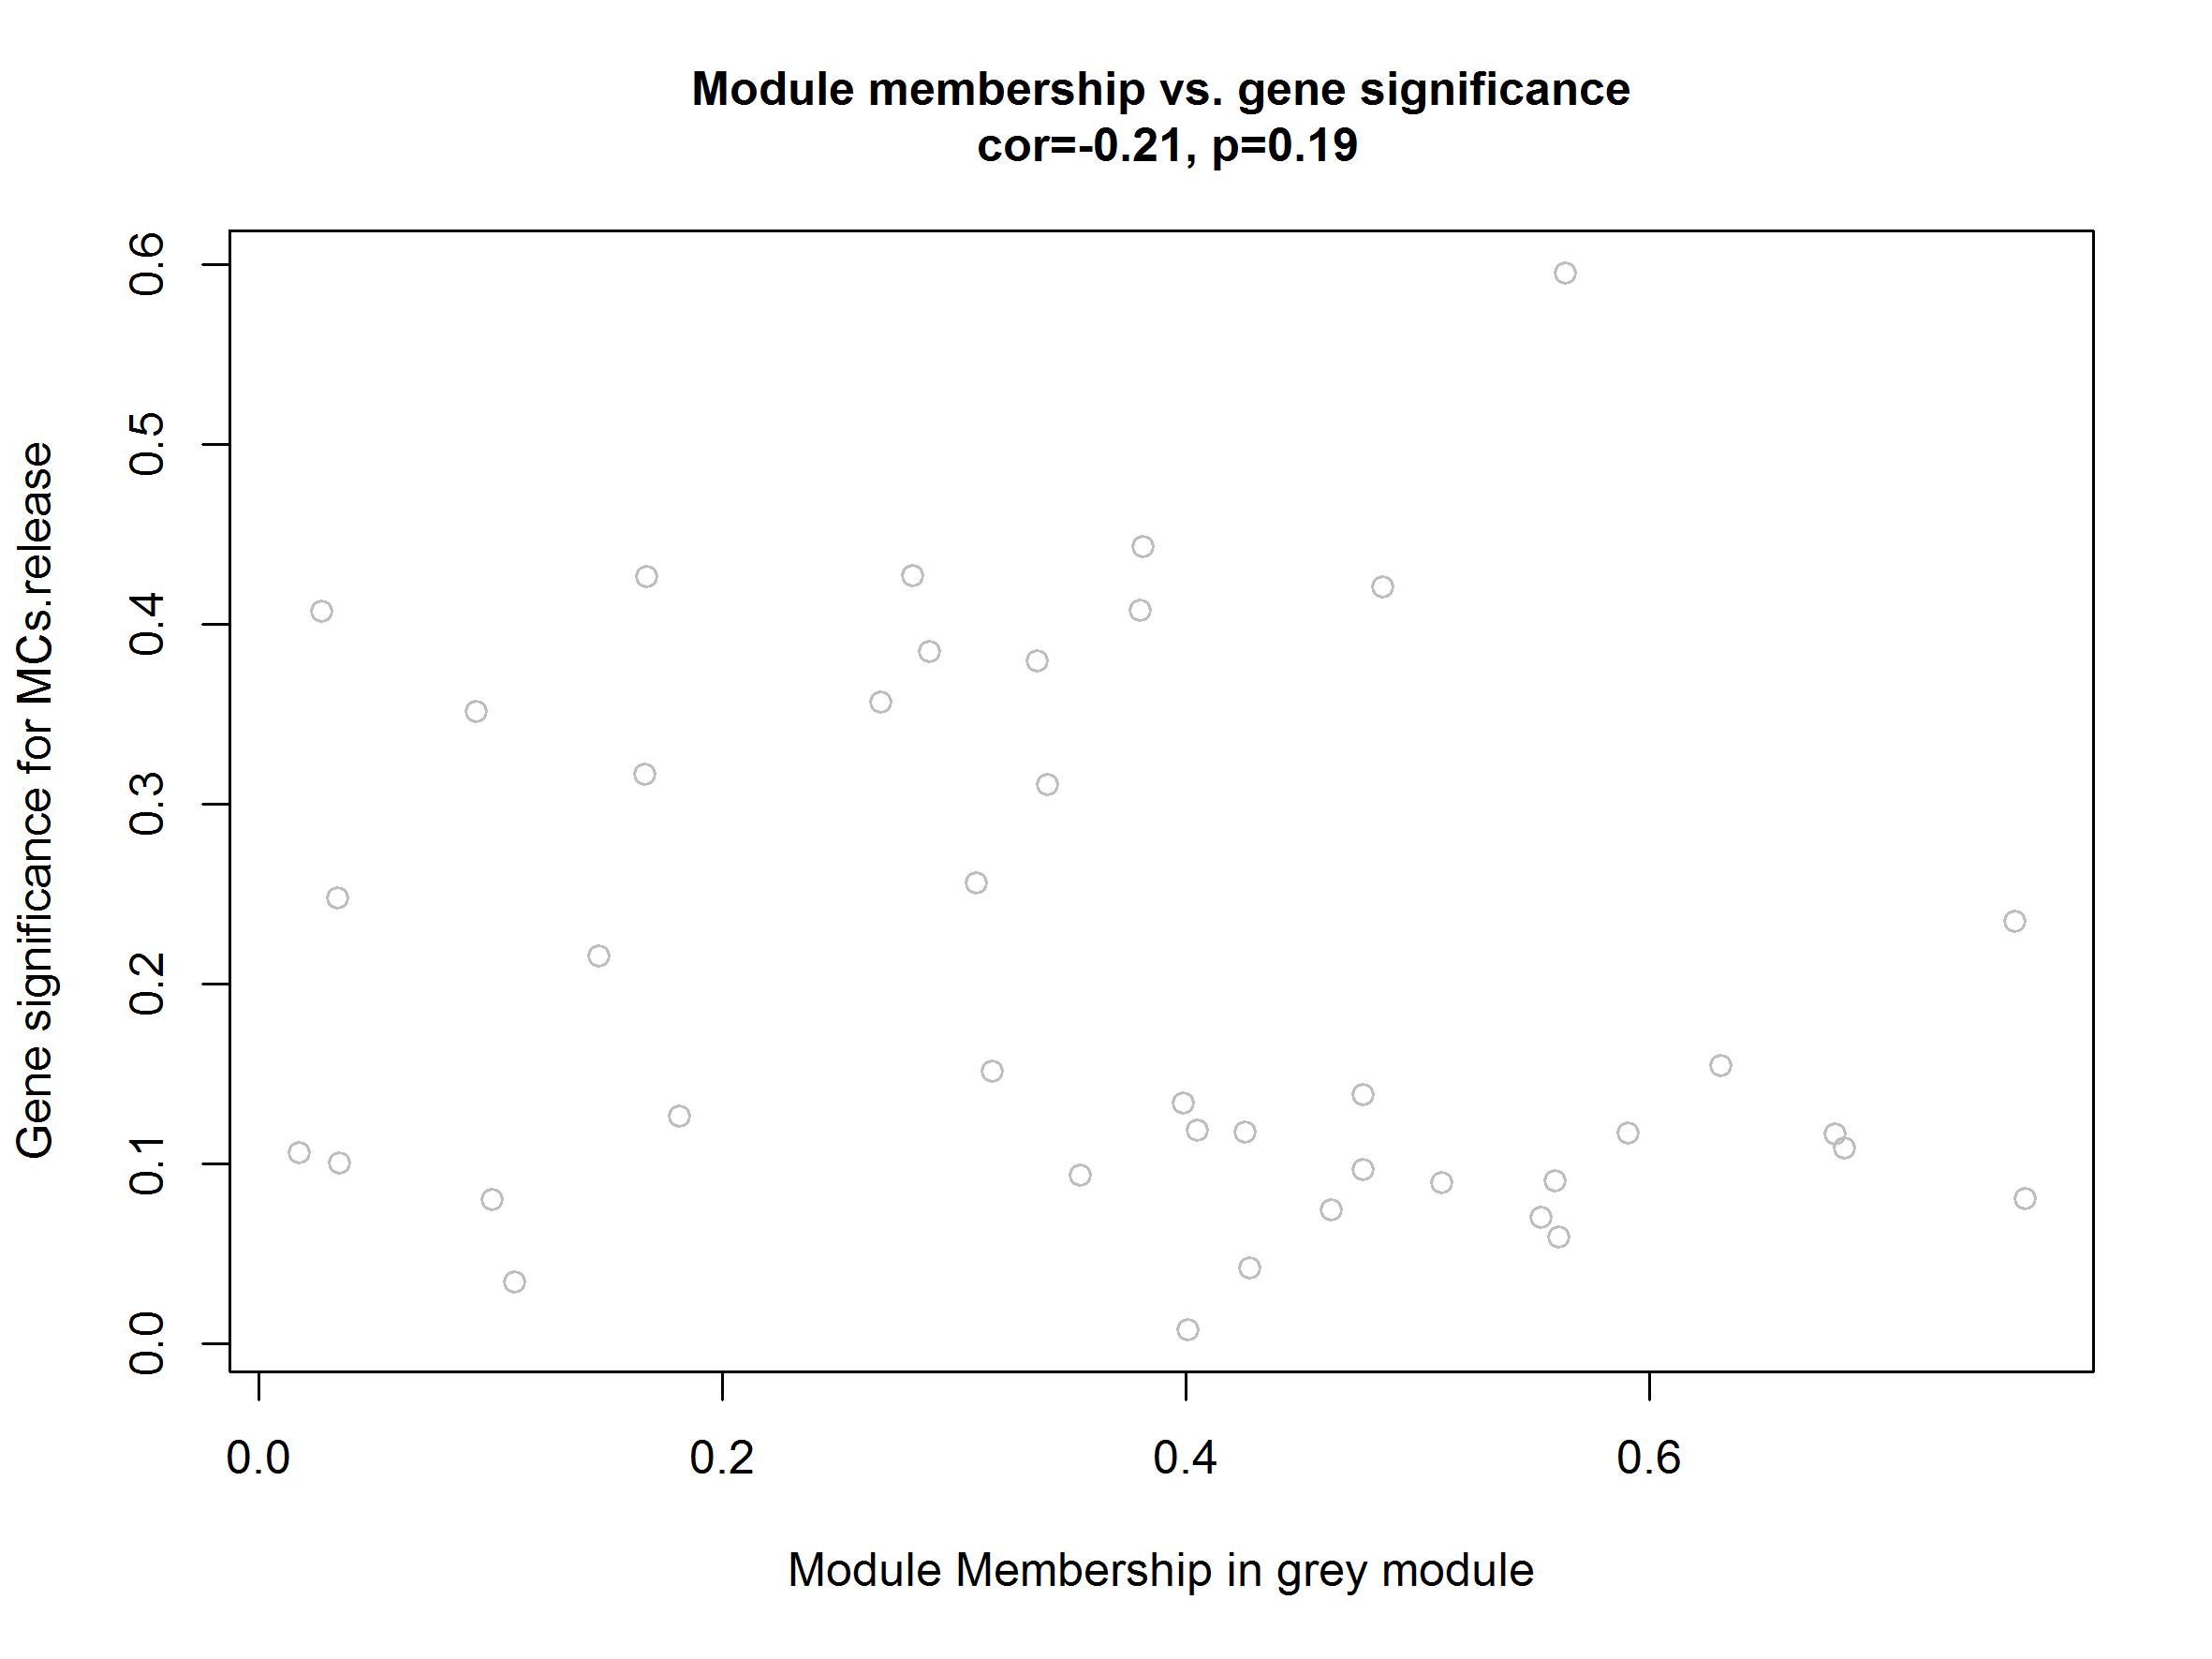 Module membership vs. gene significance
cor=-0.21, p=0.19
Gene significance for MCs.release
0.6
0.5
0.4
0.3
0.2
0.1
0.0
0.0
0.2
0.4
0.6
Module Membership in grey module